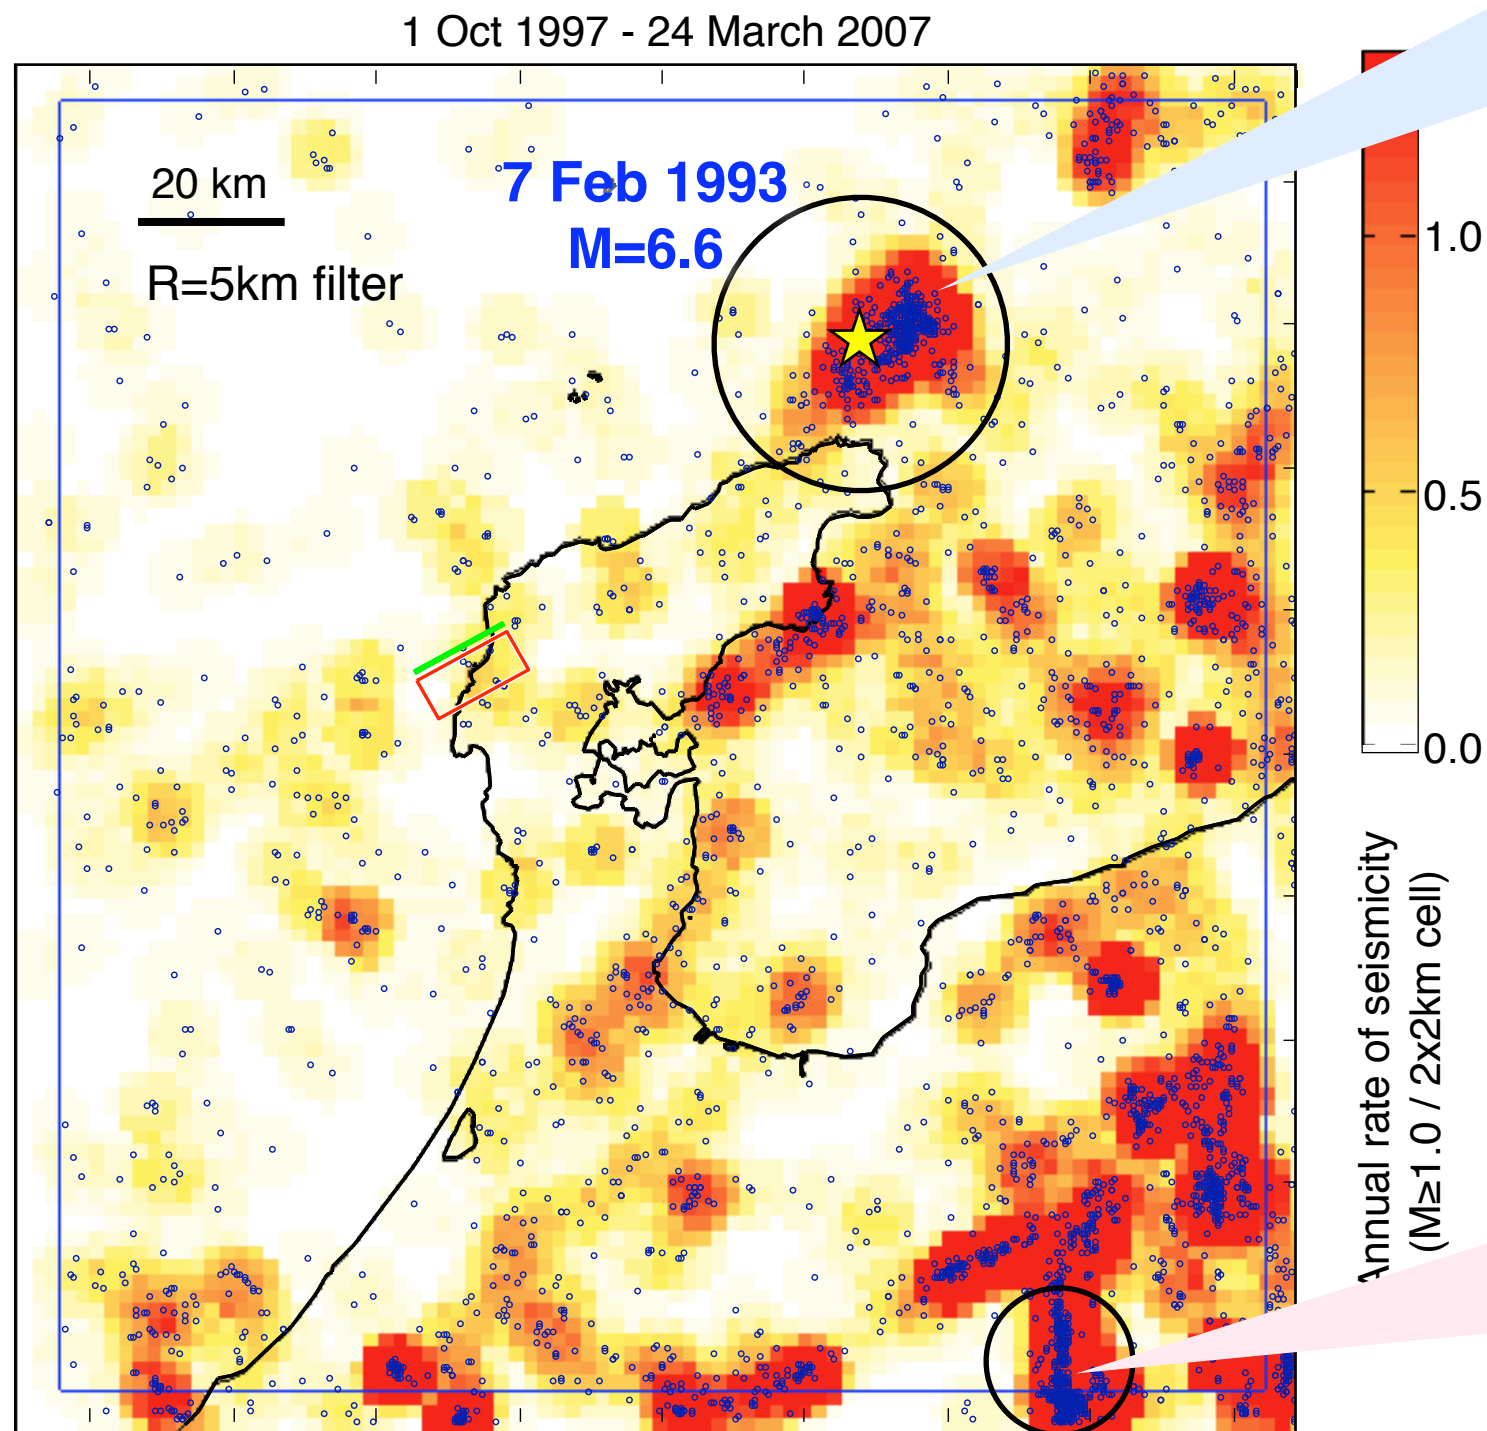 1 Oct 1997 - 24 March 2007
20 km
R=5km filter
7 Feb 1993
M=6.6
1.0
0.5
0.0
Annual rate of seismicity
(M≥1.0 / 2x2km cell)